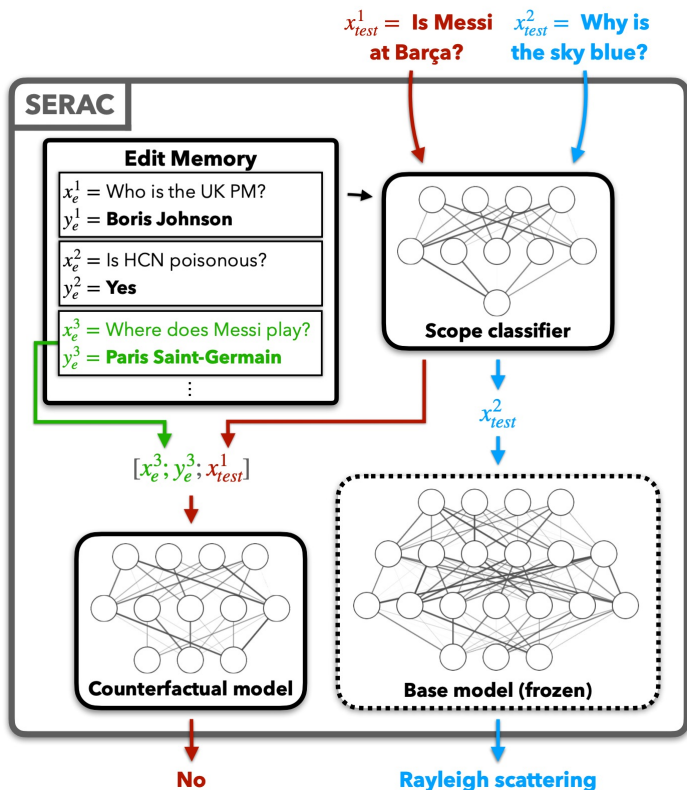 x¹test = Is Messi at Barça?
x²test = Why is the sky blue?
SERAC
Edit Memory
x¹e = Who is the UK PM?
y¹e = Boris Johnson
x²e = Is HCN poisonous?
y²e = Yes
x³e = Where does Messi play?
y³e = Paris Saint-Germain
⋮
Scope classifier
x²test
[x³e; y³e; x¹test]
Counterfactual model
Base model (frozen)
No
Rayleigh scattering